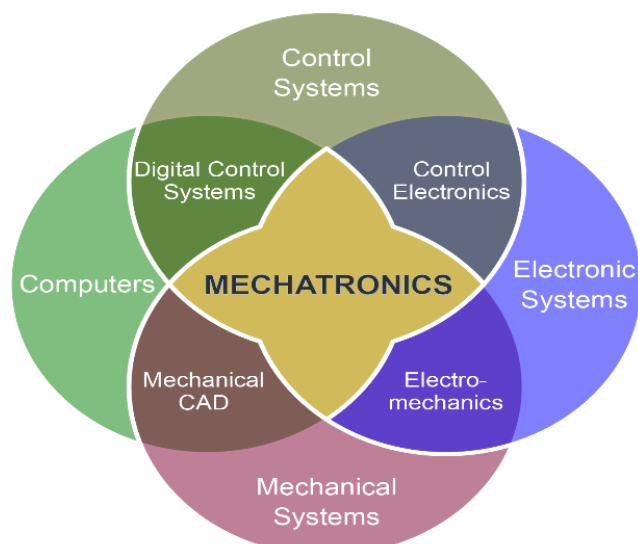 Control
Systems
Digital Control
Systems
Control
Electronics
Computers
MECHATRONICS
Electronic
Systems
Mechanical
CAD
Electro-
mechanics
Mechanical
Systems